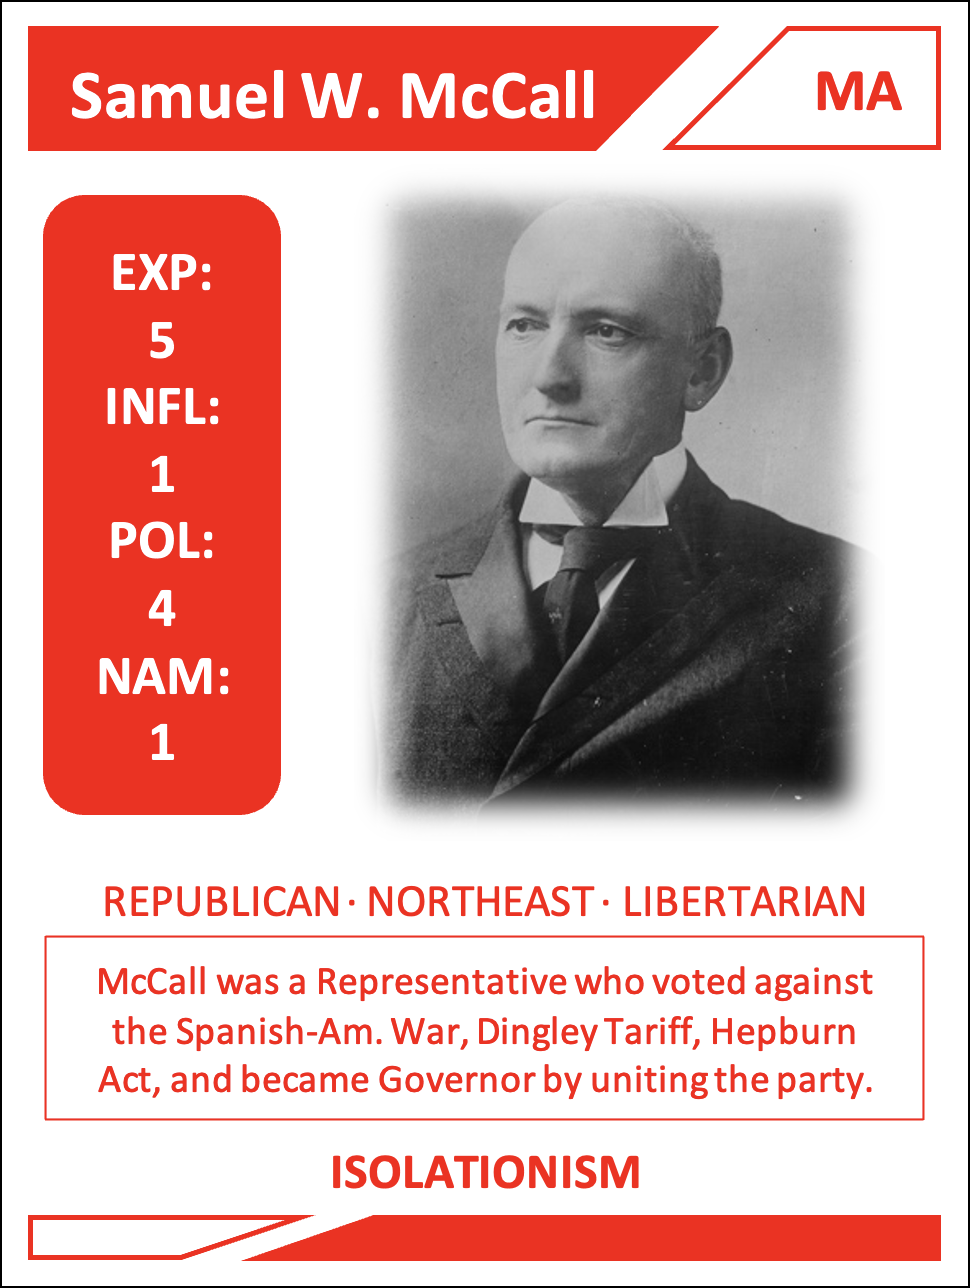 Samuel W. McCall
MA
EXP:
5
INFL:
1
POL:
4
NAM:
1
REPUBLICAN · NORTHEAST · LIBERTARIAN
McCall was a Representative who voted against
the Spanish-Am. War, Dingley Tariff, Hepburn
Act, and became Governor by uniting the party.
ISOLATIONISM